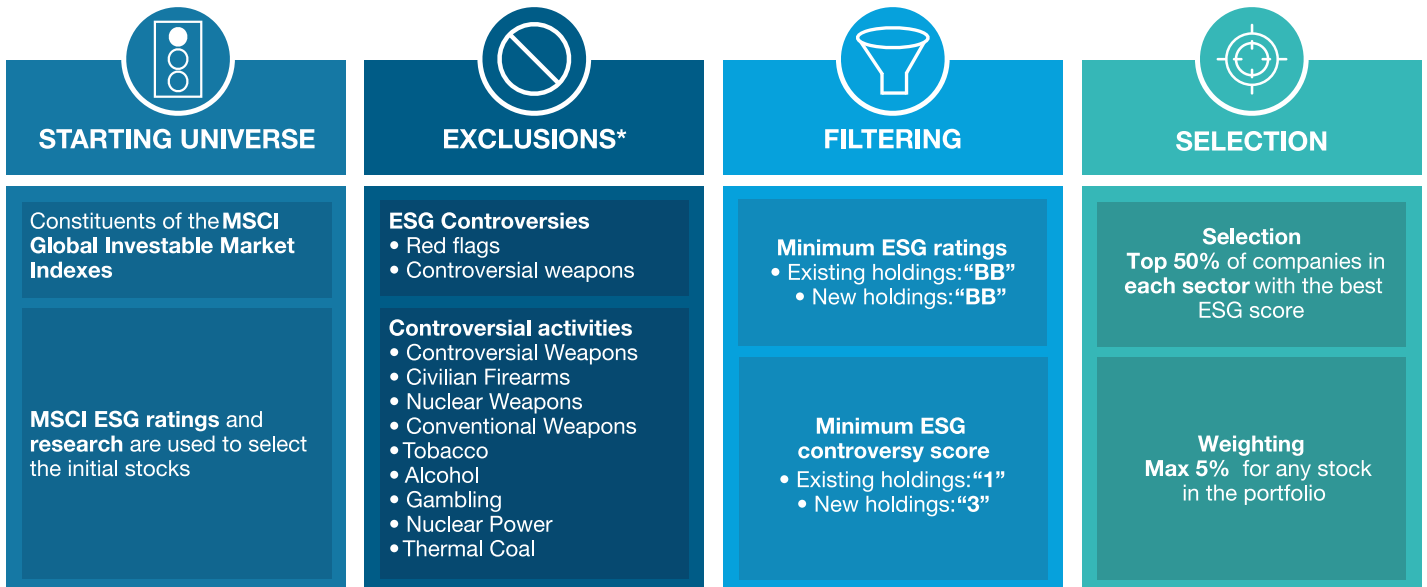 STARTING UNIVERSE
Constituents of the MSCI
Global Investable Market
Indexes
MSCI ESG ratings and
research are used to select
the initial stocks
EXCLUSIONS*
ESG Controversies
• Red flags
• Controversial weapons
Controversial activities
• Controversial Weapons
• Civilian Firearms
• Nuclear Weapons
• Conventional Weapons
• Tobacco
• Alcohol
• Gambling
• Nuclear Power
• Thermal Coal
FILTERING
Minimum ESG ratings
• Existing holdings: “BB”
• New holdings: “BB”
Minimum ESG
controversy score
• Existing holdings: “1”
• New holdings: “3”
SELECTION
Selection
Top 50% of companies in
each sector with the best
ESG score
Weighting
Max 5% for any stock
in the portfolio